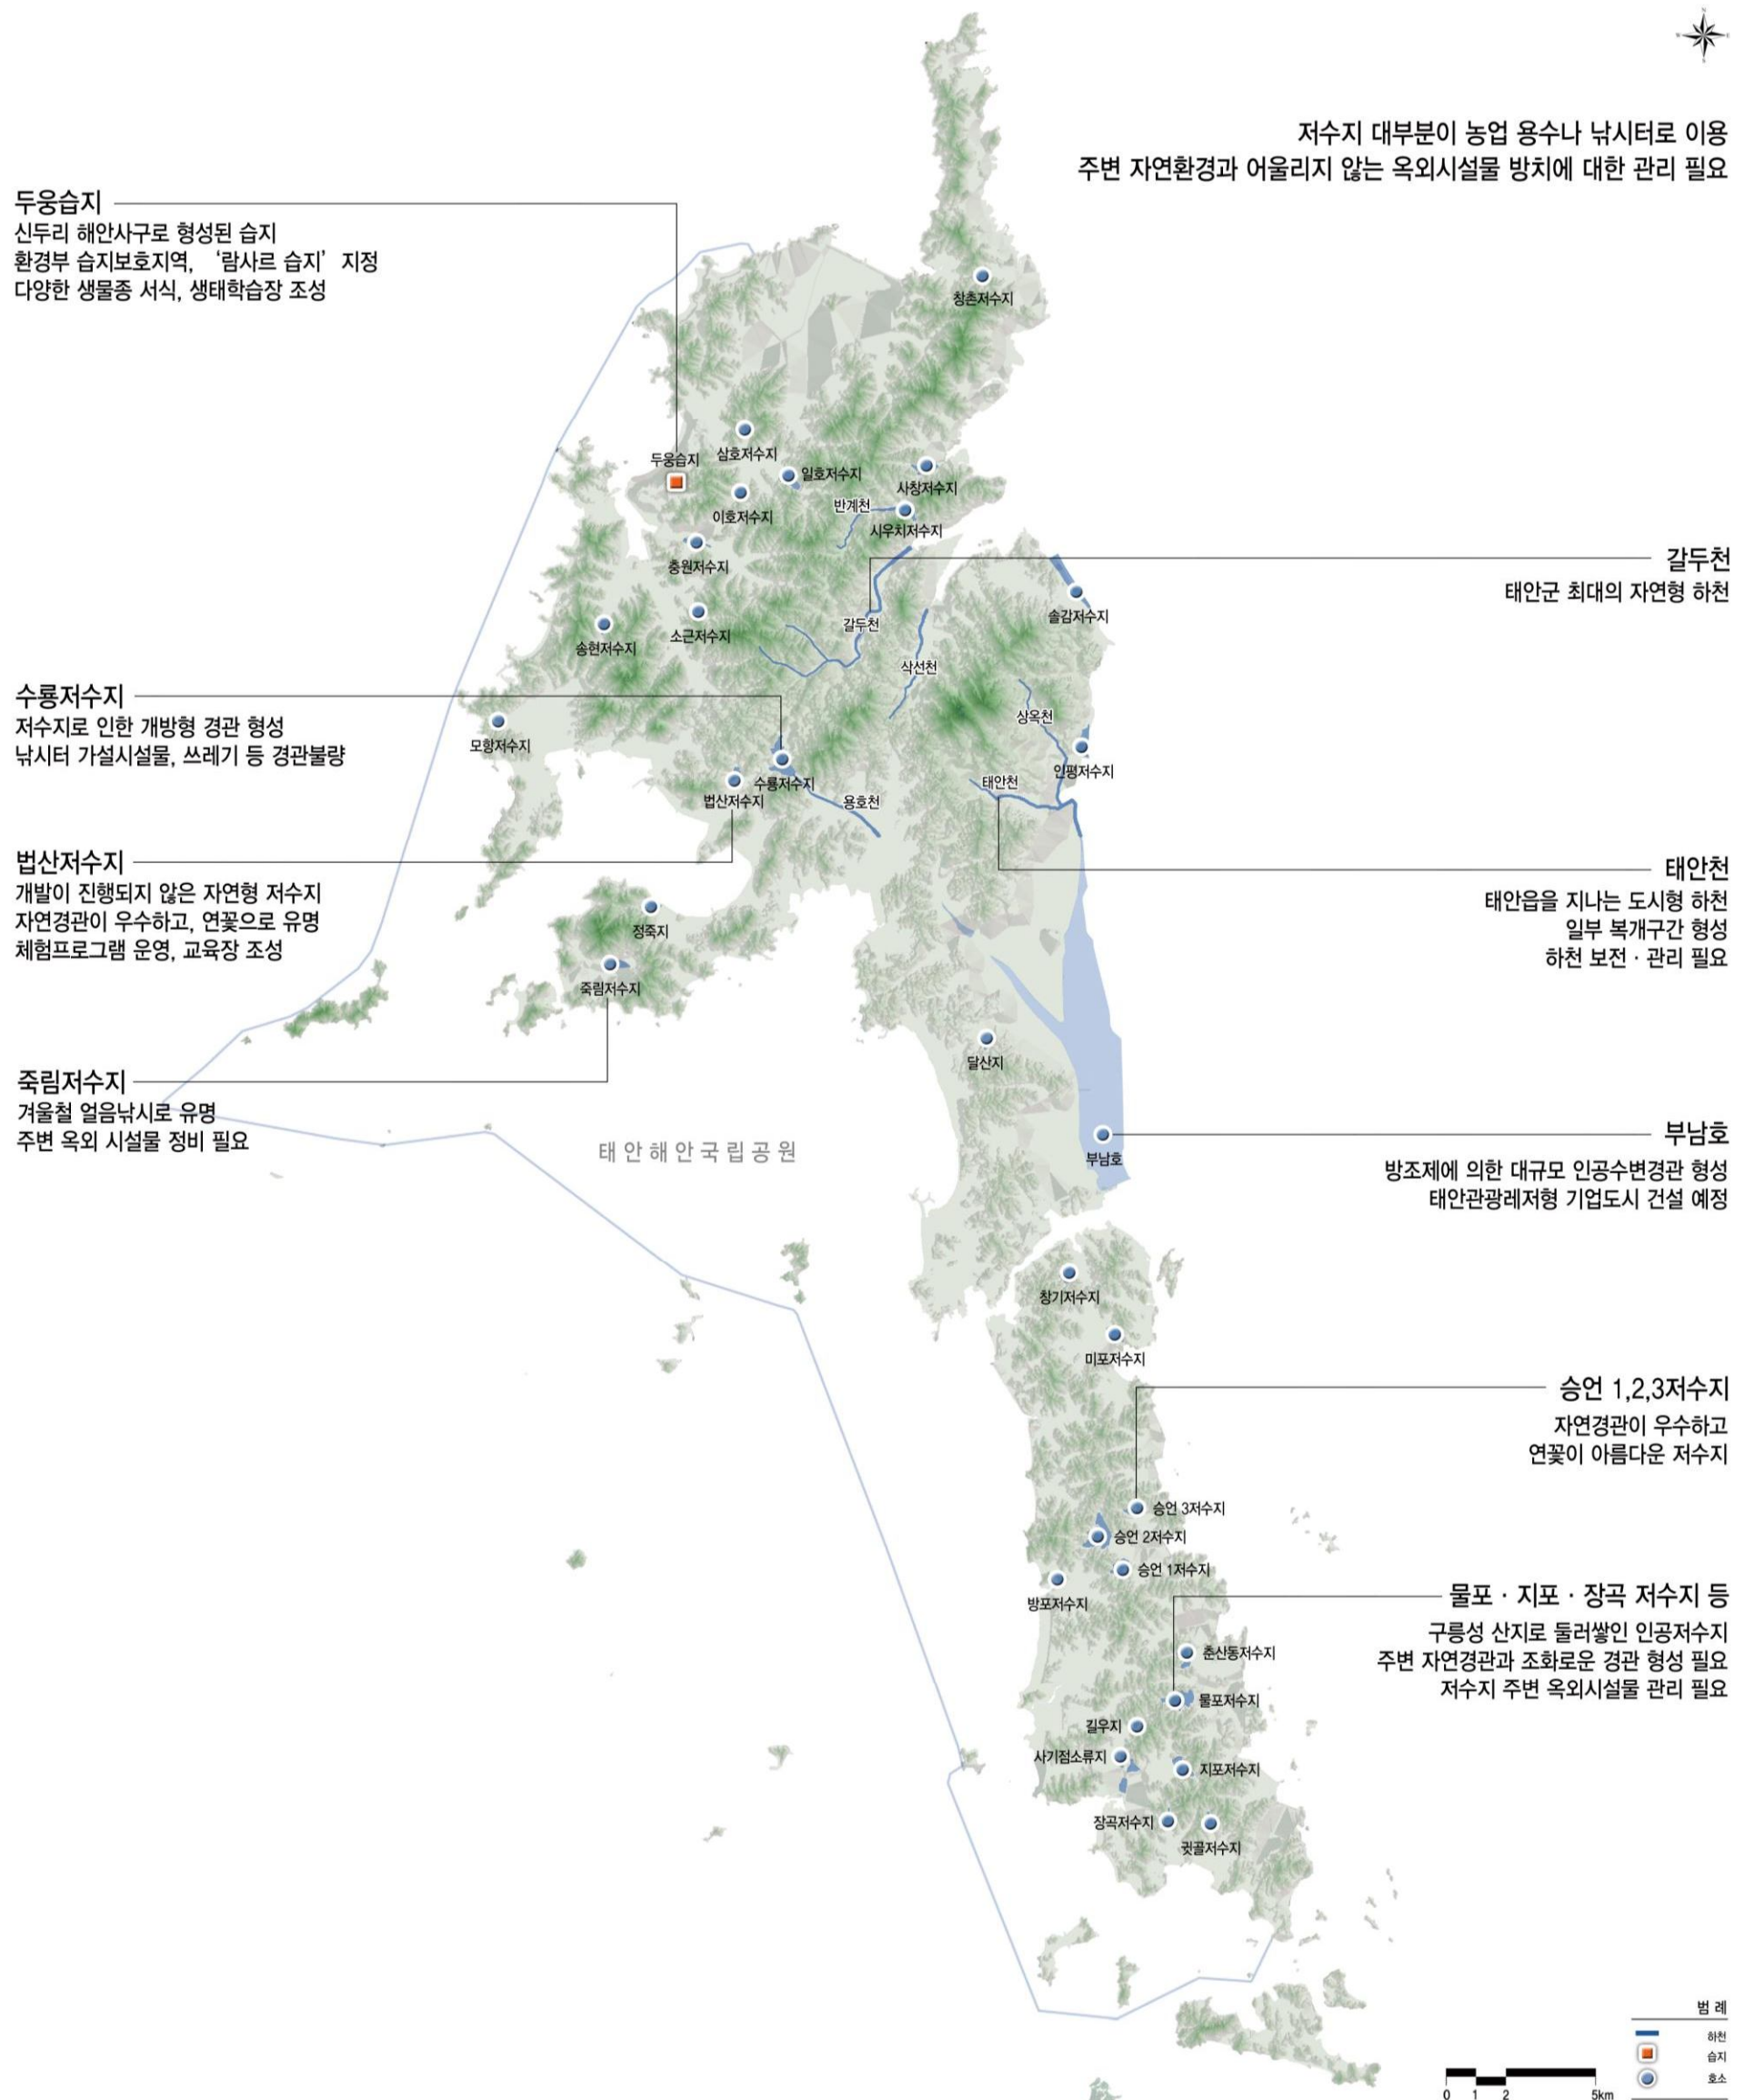 저수지 대부분이 농업 용수나 낚시터로 이용
주변 자연환경과 어울리지 않는 옥외시설물 방치에 대한 관리 필요
두웅습지
신두리 해안사구로 형성된 습지
환경부 습지보호지역, ‘람사르 습지’ 지정
다양한 생물종 서식, 생태학습장 조성
창촌저수지
삼호저수지
두웅습지
일호저수지
사창저수지
이호저수지
반계천
시우치저수지
충원저수지
갈두천
태안군 최대의 자연형 하천
솔감저수지
소근저수지
갈두천
송현저수지
삭선천
수룡저수지
저수지로 인한 개방형 경관 형성
낚시터 가설시설물, 쓰레기 등 경관불량
상옥천
모항저수지
인평저수지
수룡저수지
태안천
법산저수지
용호천
법산저수지
개발이 진행되지 않은 자연형 저수지
자연경관이 우수하고, 연꽃으로 유명
체험프로그램 운영, 교육장 조성
태안천
태안읍을 지나는 도시형 하천
일부 복개구간 형성
하천 보전 · 관리 필요
정죽지
죽림저수지
달산지
죽림저수지
겨울철 얼음낚시로 유명
주변 옥외 시설물 정비 필요
태안해안국립공원
부남호
부남호
방조제에 의한 대규모 인공수변경관 형성
태안관광레저형 기업도시 건설 예정
창기저수지
미포저수지
승언 1,2,3저수지
자연경관이 우수하고
연꽃이 아름다운 저수지
승언 3저수지
승언 2저수지
승언 1저수지
방포저수지
물포 · 지포 · 장곡 저수지 등
구릉성 산지로 둘러쌓인 인공저수지
주변 자연경관과 조화로운 경관 형성 필요
저수지 주변 옥외시설물 관리 필요
춘산동저수지
물포저수지
길우지
사기점소류지
지포저수지
장곡저수지
귓골저수지
범 례
하천
습지
호소
0 1 2 5km